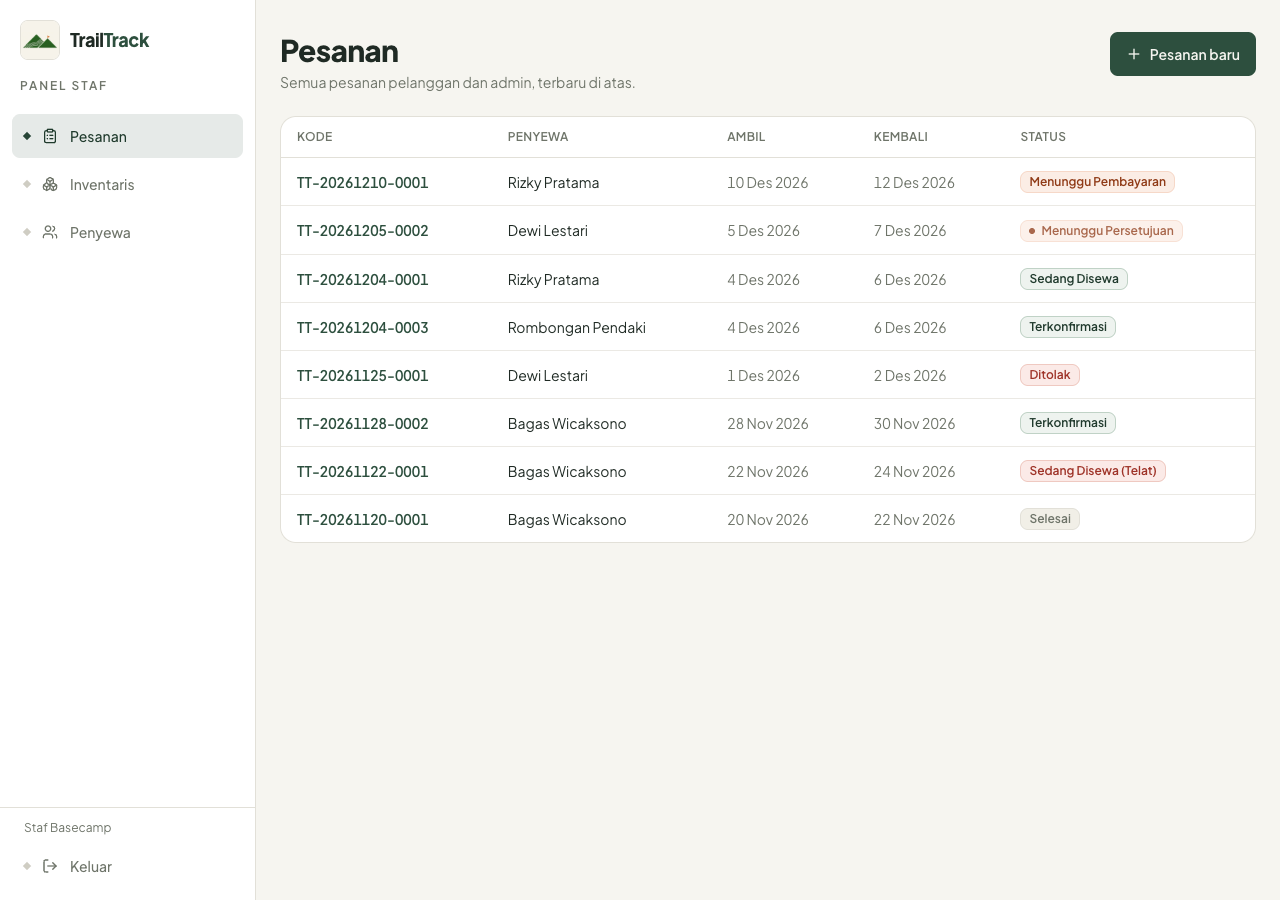 TrailTrack
PANEL STAF
Pesanan
Inventaris
Penyewa
Staf Basecamp
Keluar
Pesanan
Semua pesanan pelanggan dan admin, terbaru di atas.
Pesanan baru
KODE PENYEWA AMBIL KEMBALI STATUS
TT-20261210-0001 Rizky Pratama 10 Des 2026 12 Des 2026 Menunggu Pembayaran
TT-20261205-0002 Dewi Lestari 5 Des 2026 7 Des 2026 Menunggu Persetujuan
TT-20261204-0001 Rizky Pratama 4 Des 2026 6 Des 2026 Sedang Disewa
TT-20261204-0003 Rombongan Pendaki 4 Des 2026 6 Des 2026 Terkonfirmasi
TT-20261125-0001 Dewi Lestari 1 Des 2026 2 Des 2026 Ditolak
TT-20261128-0002 Bagas Wicaksono 28 Nov 2026 30 Nov 2026 Terkonfirmasi
TT-20261122-0001 Bagas Wicaksono 22 Nov 2026 24 Nov 2026 Sedang Disewa (Telat)
TT-20261120-0001 Bagas Wicaksono 20 Nov 2026 22 Nov 2026 Selesai